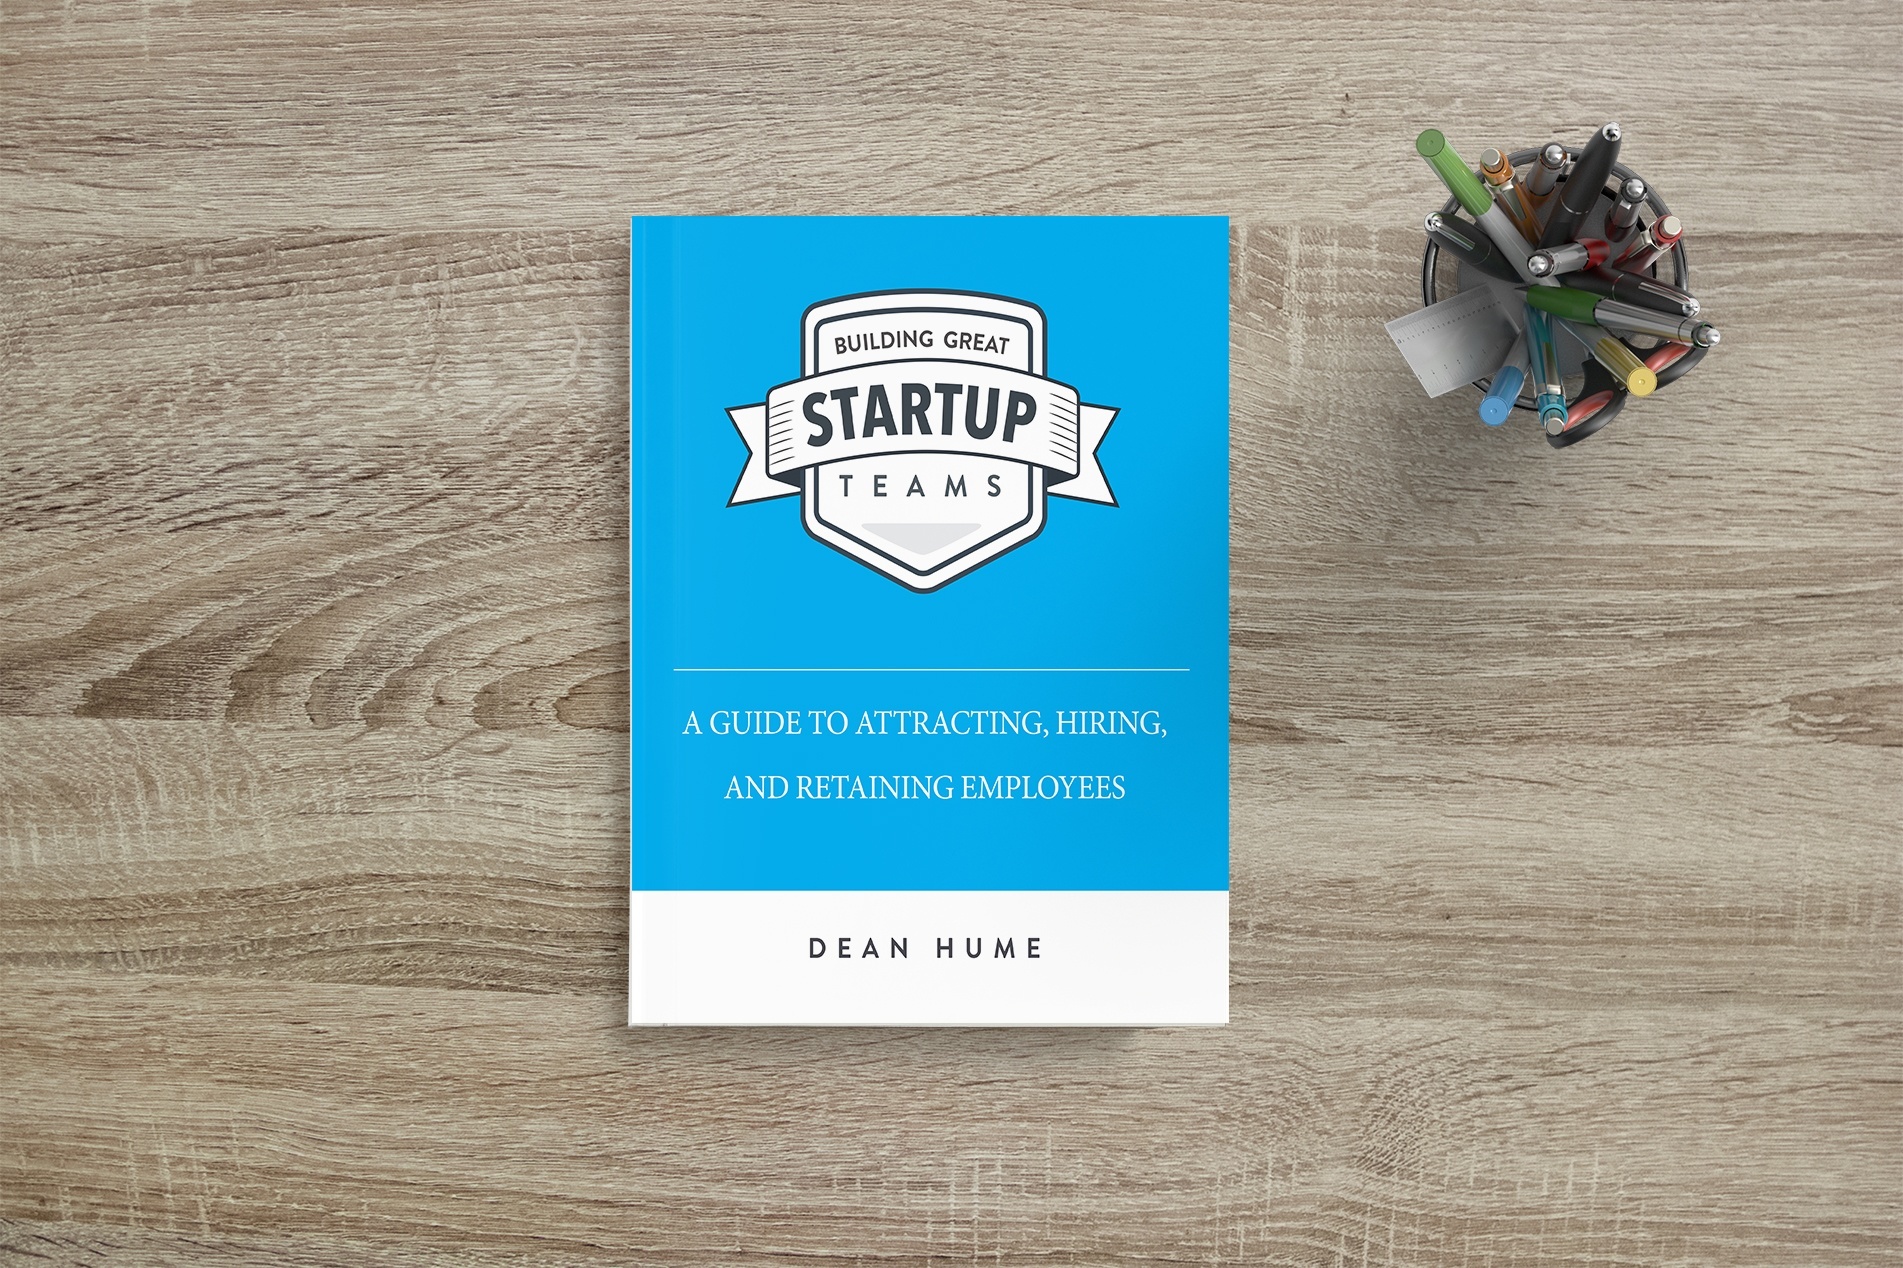 BUILDING GREAT
STARTUP
TEAMS
A GUIDE TO ATTRACTING, HIRING,
AND RETAINING EMPLOYEES
DEAN HUME